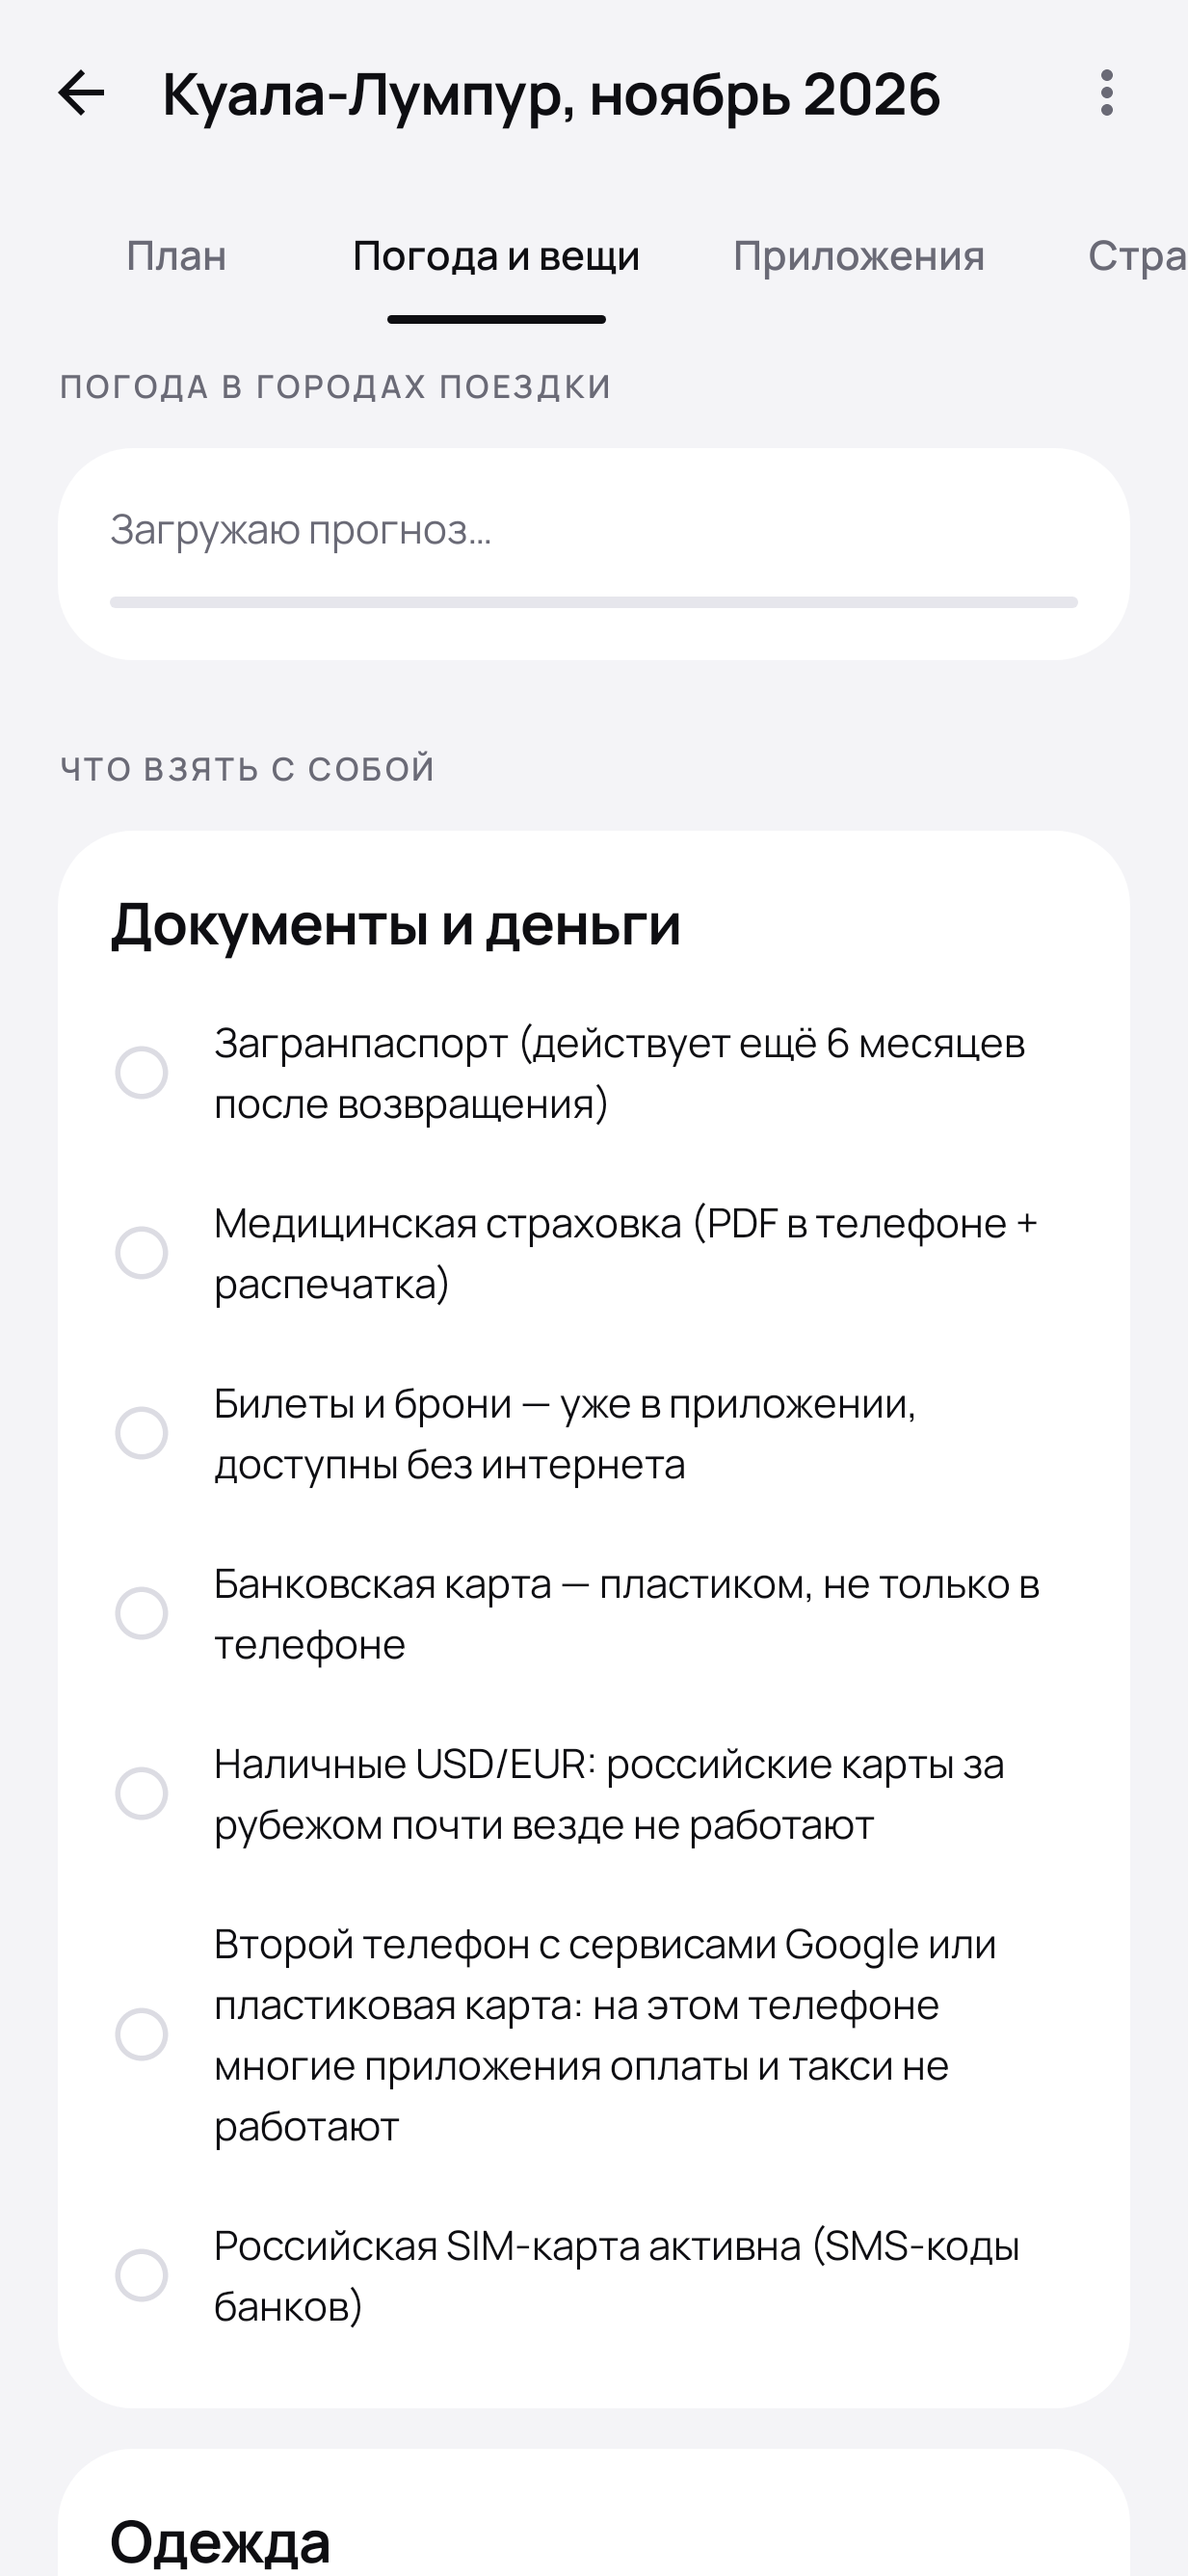 Куала-Лумпур, ноябрь 2026
План
Погода и вещи
Приложения
Стра
ПОГОДА В ГОРОДАХ ПОЕЗДКИ
Загружаю прогноз...
ЧТО ВЗЯТЬ С СОБОЙ
Документы и деньги
Загранпаспорт (действует ещё 6 месяцев
после возвращения)
Медицинская страховка (PDF в телефоне +
распечатка)
Билеты и брони — уже в приложении,
доступны без интернета
Банковская карта — пластиком, не только в
телефоне
Наличные USD/EUR: российские карты за
рубежом почти везде не работают
Второй телефон с сервисами Google или
пластиковая карта: на этом телефоне
многие приложения оплаты и такси не
работают
Российская SIM-карта активна (SMS-коды
банков)
Одежда